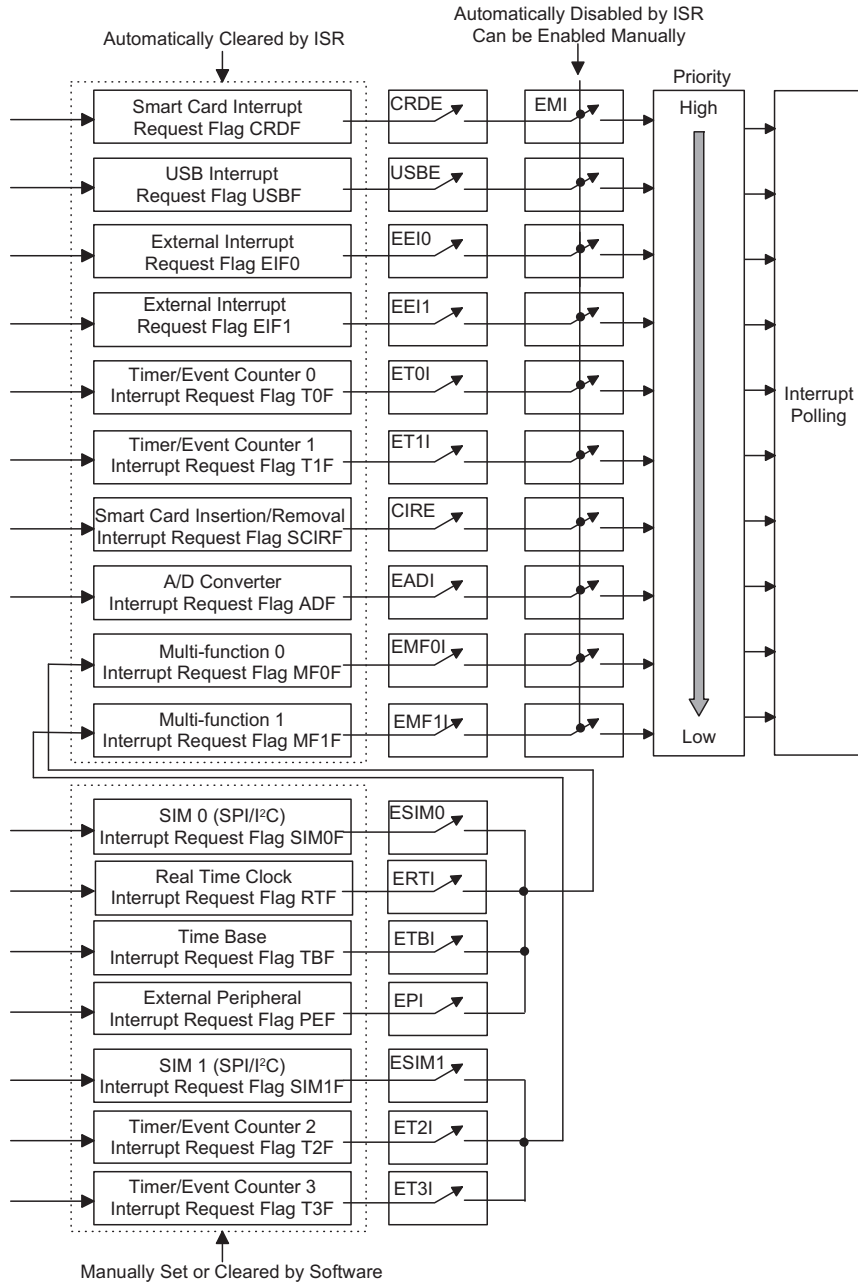 Automatically Cleared by ISR
Automatically Disabled by ISR
Can be Enabled Manually
Priority
High
Low
Smart Card Interrupt
Request Flag CRDF
CRDE
EMI
USB Interrupt
Request Flag USBF
USBE
External Interrupt
Request Flag EIF0
EEI0
External Interrupt
Request Flag EIF1
EEI1
Timer/Event Counter 0
Interrupt Request Flag T0F
ET0I
Interrupt
Polling
Timer/Event Counter 1
Interrupt Request Flag T1F
ET1I
Smart Card Insertion/Removal
Interrupt Request Flag SCIRF
CIRE
A/D Converter
Interrupt Request Flag ADF
EADI
Multi-function 0
Interrupt Request Flag MF0F
EMF0I
Multi-function 1
Interrupt Request Flag MF1F
EMF1I
SIM 0 (SPI/I²C)
Interrupt Request Flag SIM0F
ESIM0
Real Time Clock
Interrupt Request Flag RTF
ERTI
Time Base
Interrupt Request Flag TBF
ETBI
External Peripheral
Interrupt Request Flag PEF
EPI
SIM 1 (SPI/I²C)
Interrupt Request Flag SIM1F
ESIM1
Timer/Event Counter 2
Interrupt Request Flag T2F
ET2I
Timer/Event Counter 3
Interrupt Request Flag T3F
ET3I
Manually Set or Cleared by Software